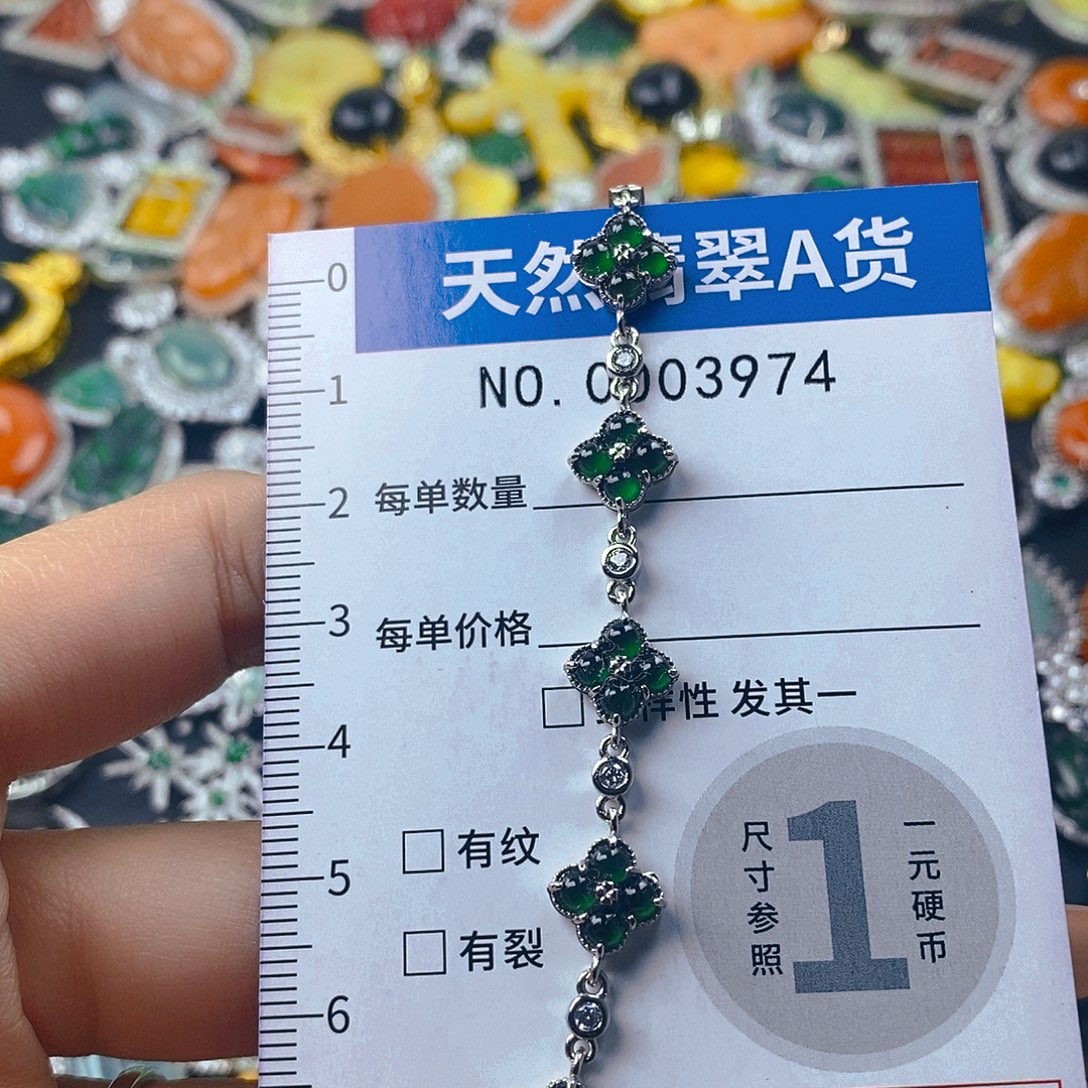 天然翡翠A货
NO. 0003974
0
1
2
3
4
5
6
每单数量
每单价格
性 发其一
有纹
有裂
尺寸参照
1
一元硬币